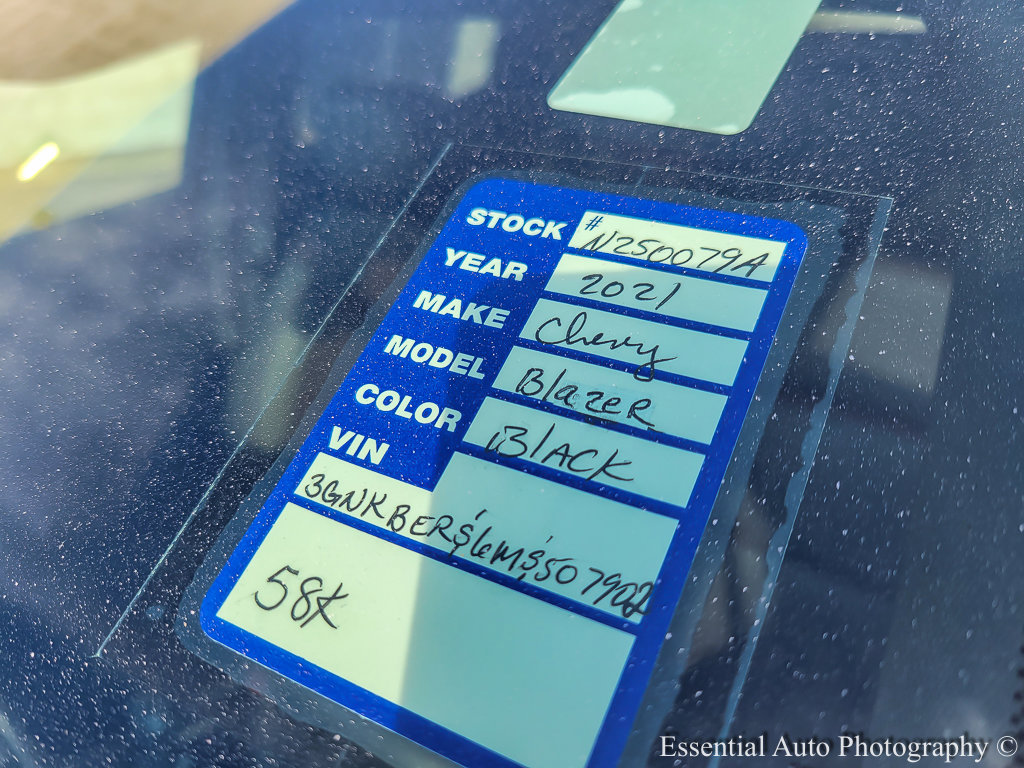 STOCK # N250079A
YEAR 2021
MAKE Chevy
MODEL Blazer
COLOR BLACK
VIN
3GNKBERS6MS507902
58K
Essential Auto Photography ©